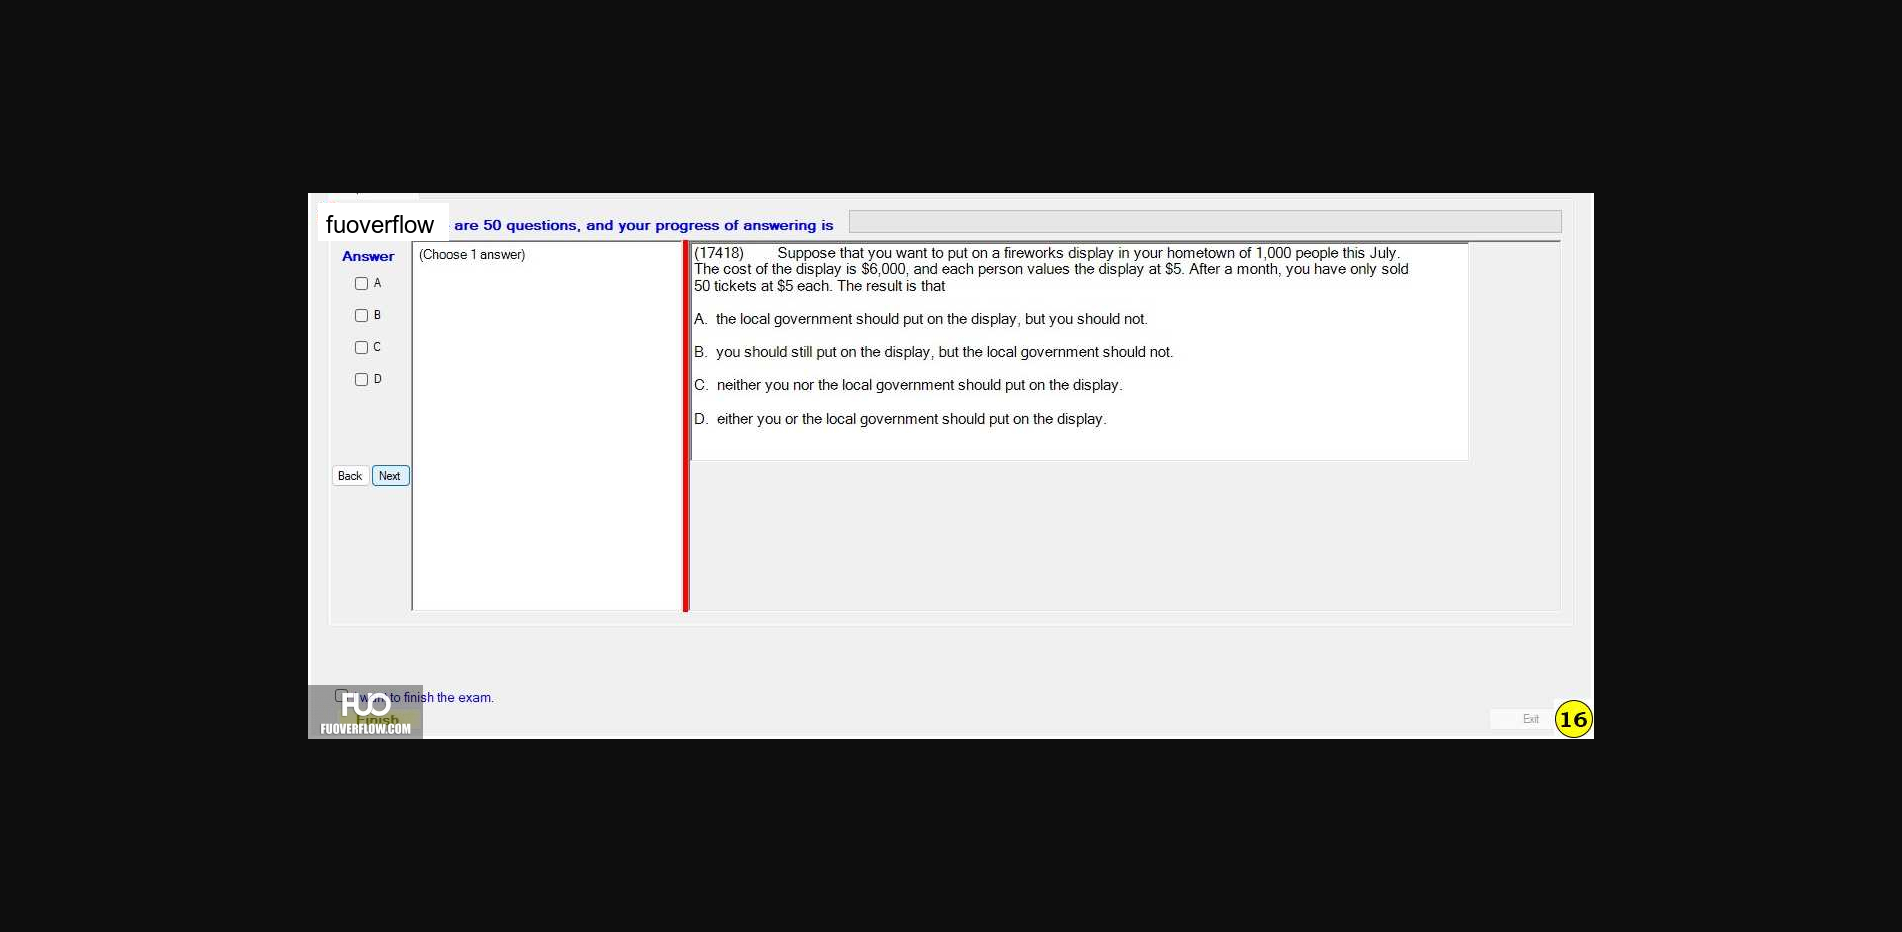 fuoverflow are 50 questions, and your progress of answering is
Answer
(Choose 1 answer)
A
B
C
D
Back Next
(17418) Suppose that you want to put on a fireworks display in your hometown of 1,000 people this July.
The cost of the display is $6,000, and each person values the display at $5. After a month, you have only sold
50 tickets at $5 each. The result is that
A. the local government should put on the display, but you should not.
B. you should still put on the display, but the local government should not.
C. neither you nor the local government should put on the display.
D. either you or the local government should put on the display.
want to finish the exam.
FUO
Finish
FUOVERFLOW.COM
Exit
16